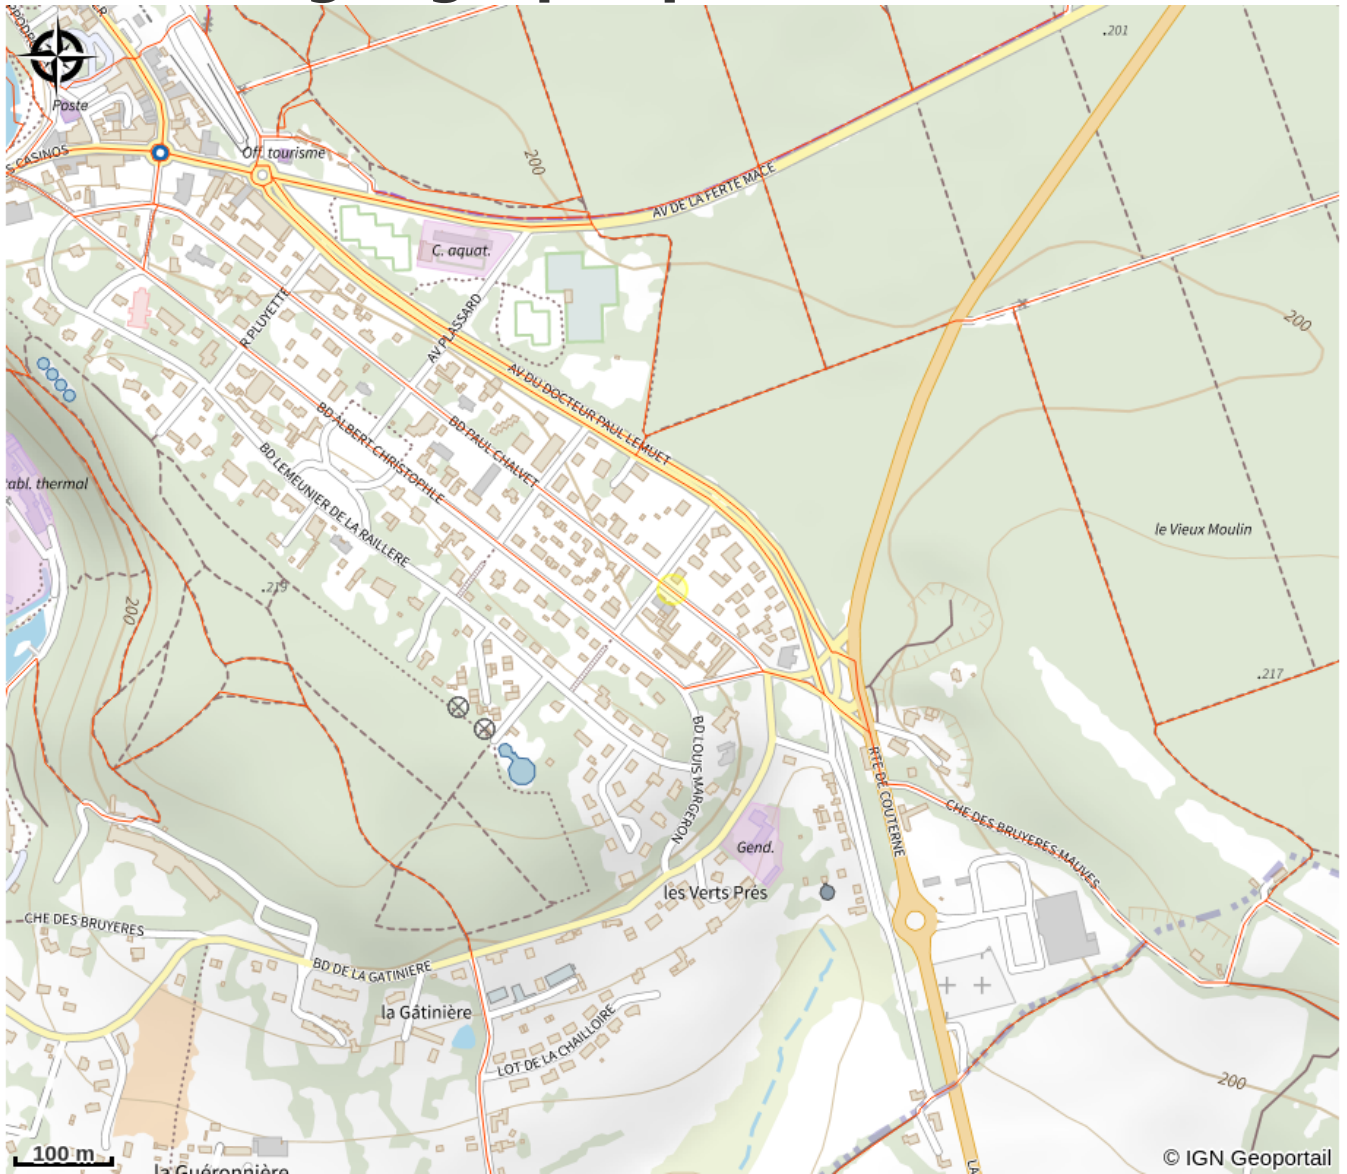 201
Poste
S CASINOS
Off. tourisme
200
AV DE LA FERTE MACE
C. aquat.
R PLUYETTE
AV PLASSARD
200
AV DU DOCTEUR PAUL LEMUET
BD ALBERT CHRISTOPHLE
BD PAUL CHALVET
BD LEMEUNIER DE LA RAILLERE
abl. thermal
le Vieux Moulin
219
200
217
BD LOUIS MARGERON
RTE DE COUTERNE
CHE DES BRUYERES MAUVES
Gend.
les Verts Prés
CHE DES BRUYERES
BD DE LA GATINIERE
la Gâtinière
LOT DE LA CHAILLOIRE
200
100 m
la Guéronnière
LA
© IGN Geoportail